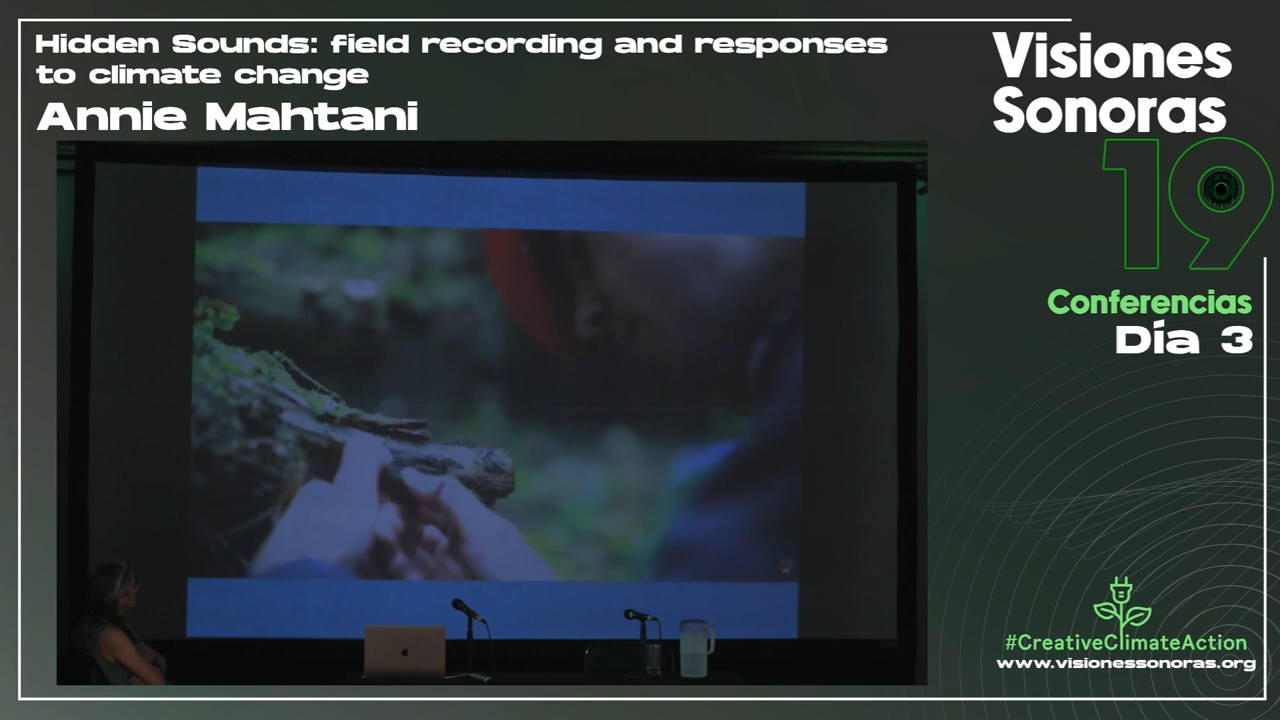 Hidden Sounds: field recording and responses
to climate change
Annie Mahtani
Visiones
Sonoras
19
Conferencias
Día 3
#CreativeClimateAction
www.visionessonoras.org